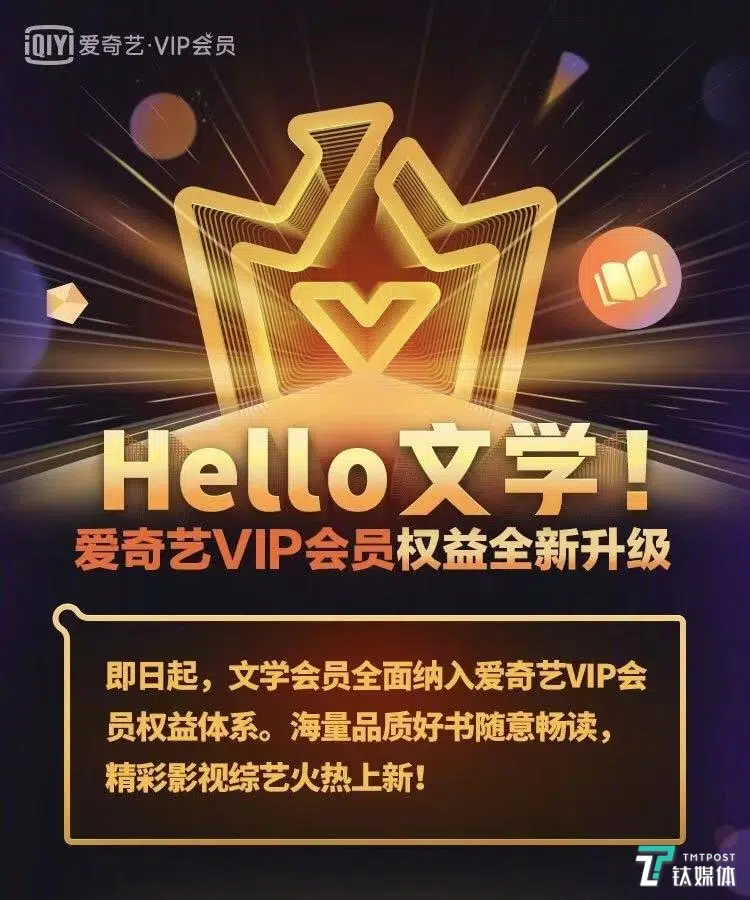 iQIYI 爱奇艺·VIP会员
Hello文学！
爱奇艺VIP会员权益全新升级
即日起，文学会员全面纳入爱奇艺VIP会
员权益体系。海量品质好书随意畅读，
精彩影视综艺火热上新！
TMTPOST
钛媒体